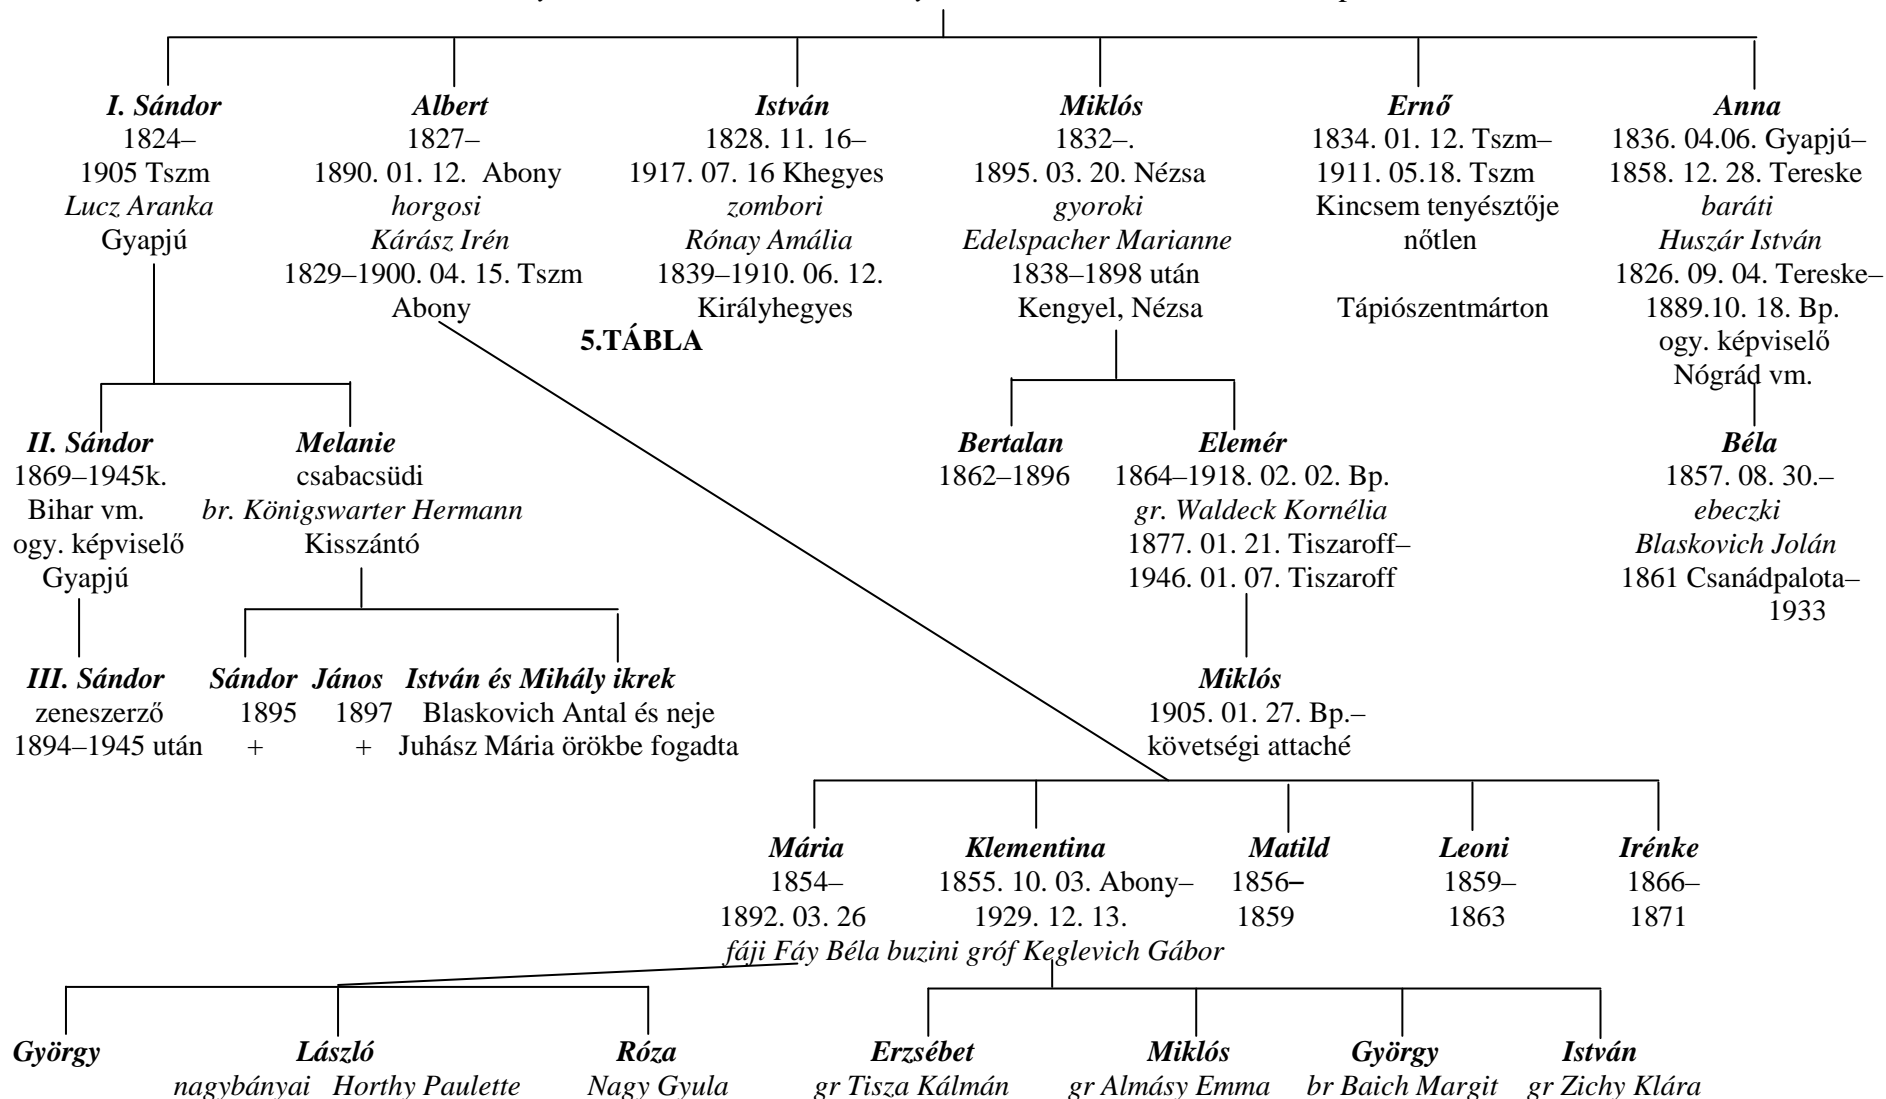 I. Sándor
1824–
1905 Tszm
Lucz Aranka
Gyapjú
Albert
1827–
1890. 01. 12. Abony
horgosi
Kárász Irén
1829–1900. 04. 15. Tszm
Abony
István
1828. 11. 16–
1917. 07. 16 Khegyes
zombori
Rónay Amália
1839–1910. 06. 12.
Királyhegyes
5.TÁBLA
Miklós
1832–.
1895. 03. 20. Nézsa
gyoroki
Edelspacher Marianne
1838–1898 után
Kengyel, Nézsa
Ernő
1834. 01. 12. Tszm–
1911. 05.18. Tszm
Kincsem tenyésztője
nőtlen
Tápiószentmárton
Anna
1836. 04.06. Gyapjú–
1858. 12. 28. Tereske
baráti
Huszár István
1826. 09. 04. Tereske–
1889.10. 18. Bp.
ogy. képviselő
Nógrád vm.
II. Sándor
1869–1945k.
Bihar vm.
ogy. képviselő
Gyapjú
Melanie
csabacsüdi
br. Königswarter Hermann
Kisszántó
Bertalan
1862–1896
Elemér
1864–1918. 02. 02. Bp.
gr. Waldeck Kornélia
1877. 01. 21. Tiszaroff–
1946. 01. 07. Tiszaroff
Béla
1857. 08. 30.–
ebeczki
Blaskovich Jolán
1861 Csanádpalota–
1933
III. Sándor
zeneszerző
1894–1945 után
Sándor
1895
+
János
1897
+
István és Mihály ikrek
Blaskovich Antal és neje
Juhász Mária örökbe fogadta
Miklós
1905. 01. 27. Bp.–
követségi attaché
Mária
1854–
1892. 03. 26
fáji Fáy Béla
Klementina
1855. 10. 03. Abony–
1929. 12. 13.
buzini gróf Keglevich Gábor
Matild
1856–
1859
Leoni
1859–
1863
Irénke
1866–
1871
György
László
nagybányai Horthy Paulette
Róza
Nagy Gyula
Erzsébet
gr Tisza Kálmán
Miklós
gr Almásy Emma
György
br Baich Margit
István
gr Zichy Klára